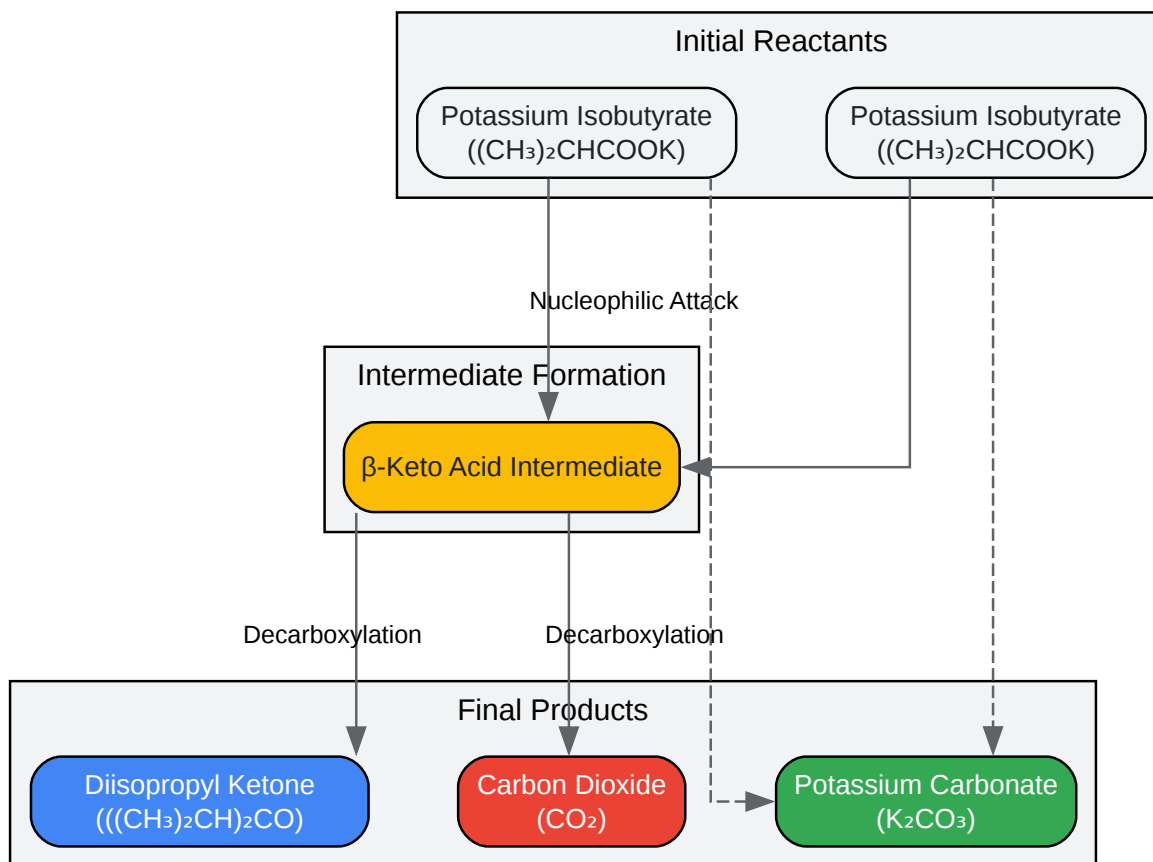 Initial Reactants
Potassium Isobutyrate
((CH₃)₂CHCOOK)
Potassium Isobutyrate
((CH₃)₂CHCOOK)
Nucleophilic Attack
Intermediate Formation
β-Keto Acid Intermediate
Decarboxylation
Decarboxylation
Final Products
Diisopropyl Ketone
(((CH₃)₂CH)₂CO)
Carbon Dioxide
(CO₂)
Potassium Carbonate
(K₂CO₃)